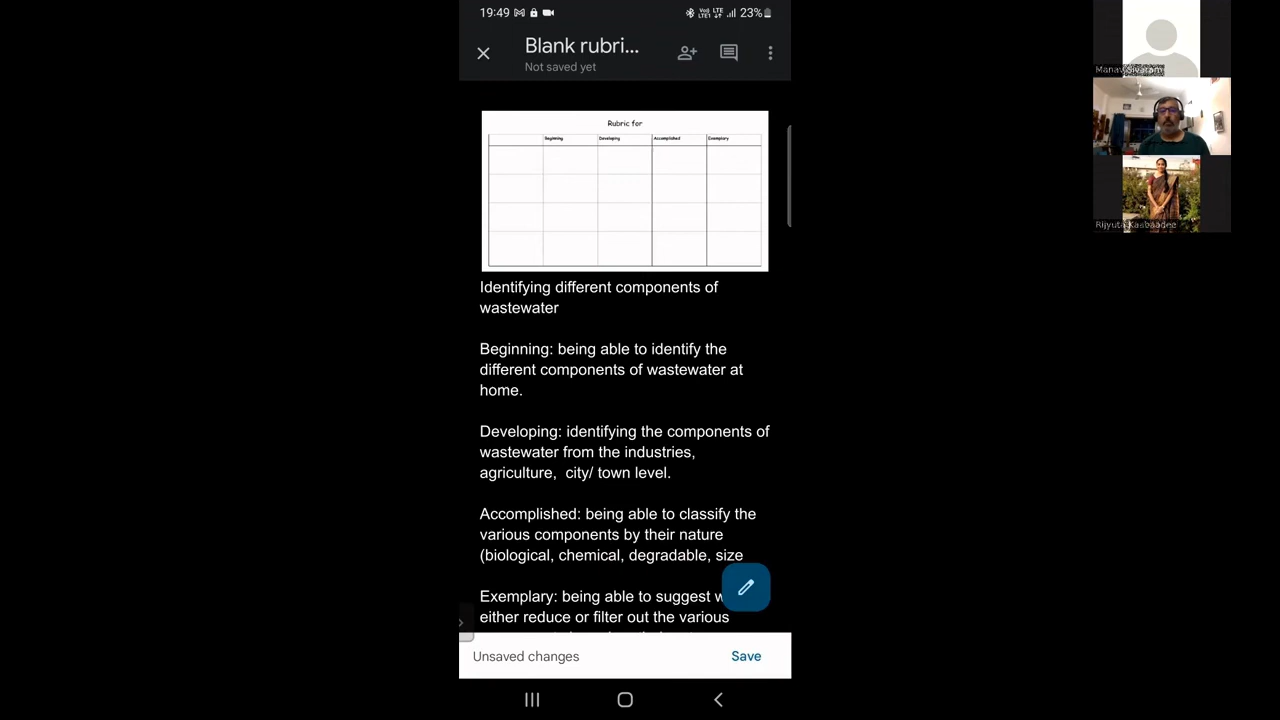 19:49
23%
Blank rubri...
Not saved yet
Rubric for
Beginning Developing Accomplished Exemplary
Identifying different components of
wastewater
Beginning: being able to identify the
different components of wastewater at
home.
Developing: identifying the components of
wastewater from the industries,
agriculture,  city/ town level.
Accomplished: being able to classify the
various components by their nature
(biological, chemical, degradable, size
Exemplary: being able to suggest
either reduce or filter out the various
Unsaved changes
Save